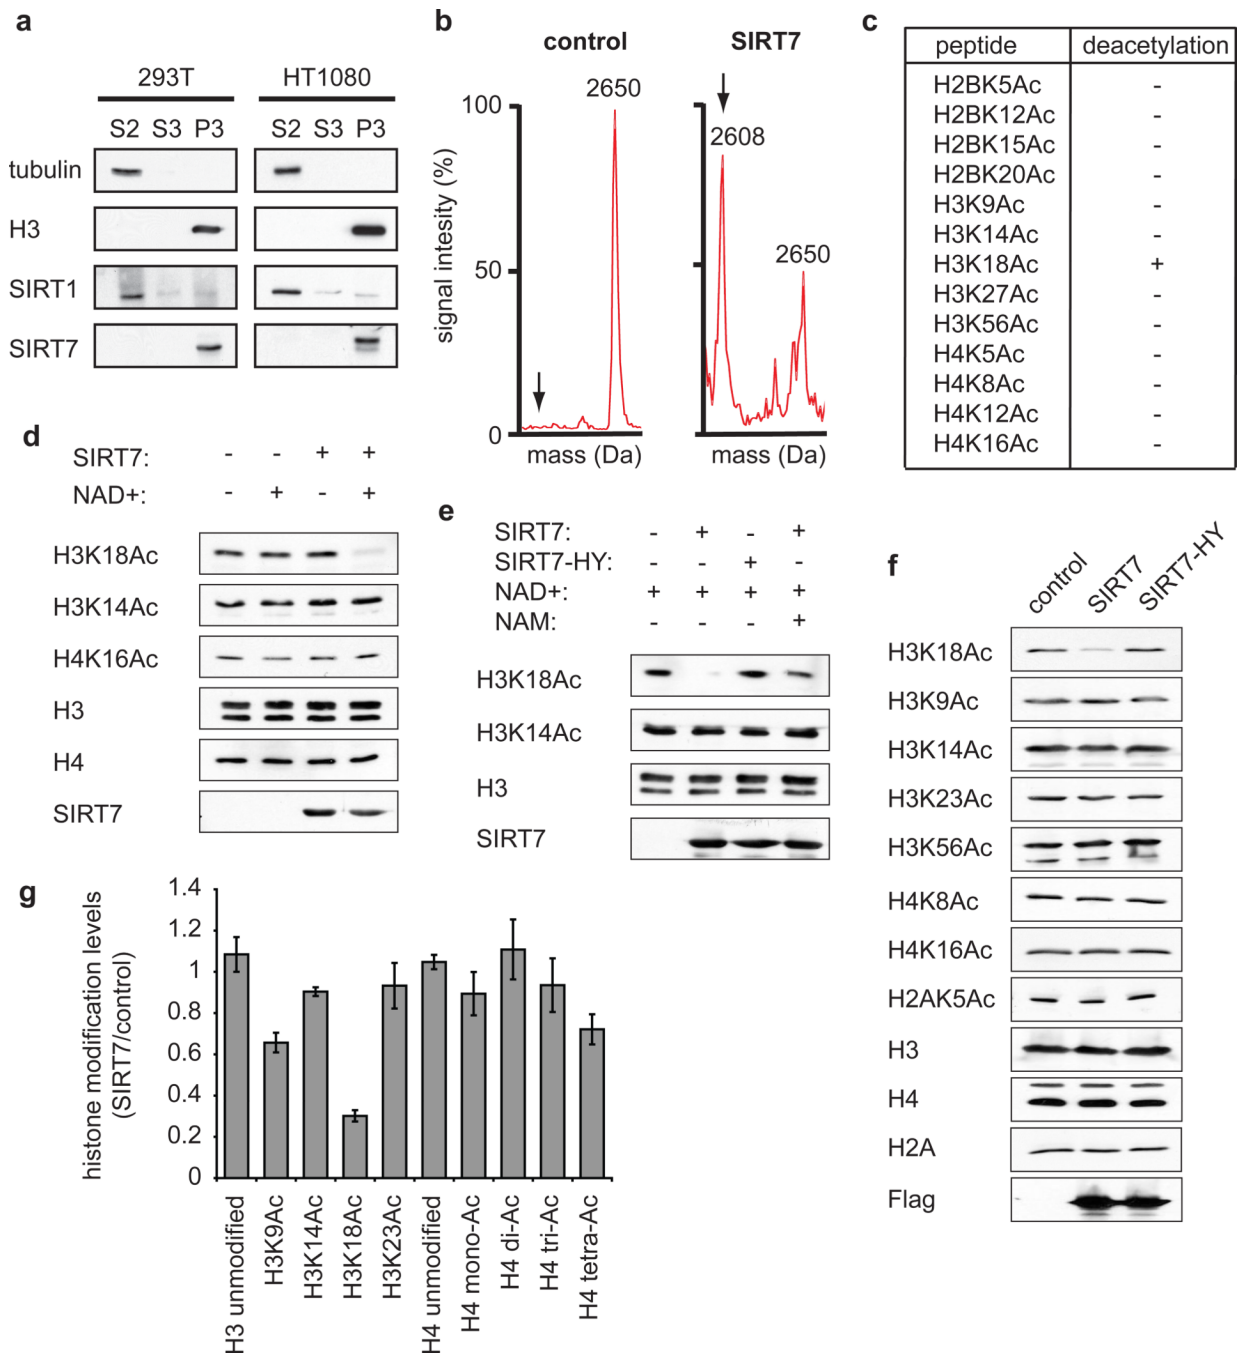 a
293T HT1080
S2 S3 P3 S2 S3 P3
tubulin
H3
SIRT1
SIRT7
b
control SIRT7
signal intesity (%)
100
50
0
2650
2608
2650
mass (Da) mass (Da)
c
peptide deacetylation
H2BK5Ac -
H2BK12Ac -
H2BK15Ac -
H2BK20Ac -
H3K9Ac -
H3K14Ac -
H3K18Ac +
H3K27Ac -
H3K56Ac -
H4K5Ac -
H4K8Ac -
H4K12Ac -
H4K16Ac -
d
SIRT7: - - + +
NAD+: - + - +
H3K18Ac
H3K14Ac
H4K16Ac
H3
H4
SIRT7
e
SIRT7: - + - +
SIRT7-HY: - - + -
NAD+: + + + +
NAM: - - - +
H3K18Ac
H3K14Ac
H3
SIRT7
f
control SIRT7 SIRT7-HY
H3K18Ac
H3K9Ac
H3K14Ac
H3K23Ac
H3K56Ac
H4K8Ac
H4K16Ac
H2AK5Ac
H3
H4
H2A
Flag
g
histone modification levels
(SIRT7/control)
1.4
1.2
1
0.8
0.6
0.4
0.2
0
H3 unmodified
H3K9Ac
H3K14Ac
H3K18Ac
H3K23Ac
H4 unmodified
H4 mono-Ac
H4 di-Ac
H4 tri-Ac
H4 tetra-Ac